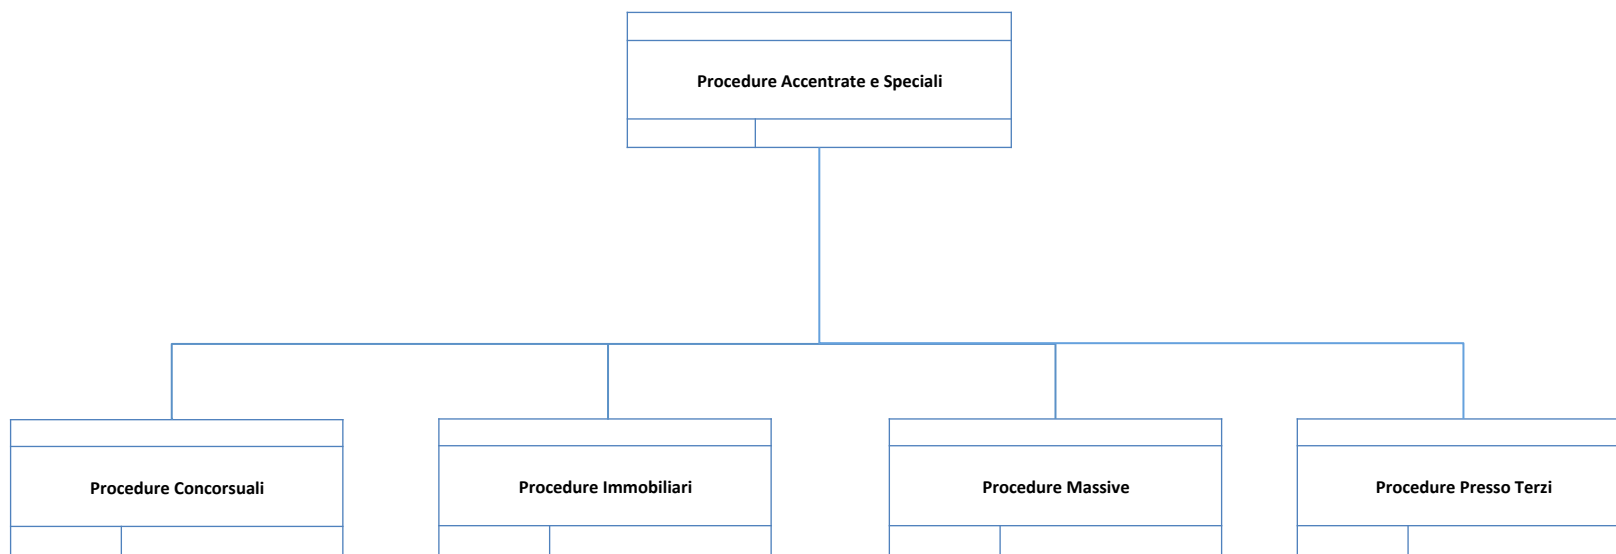 Procedure Accentrate e Speciali
Procedure Concorsuali
Procedure Immobiliari
Procedure Massive
Procedure Presso Terzi